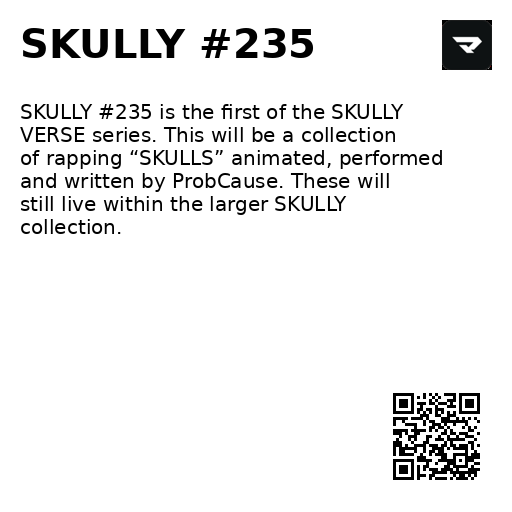 SKULLY #235
SKULLY #235 is the first of the SKULLY
VERSE series. This will be a collection
of rapping “SKULLS” animated, performed
and written by ProbCause. These will
still live within the larger SKULLY
collection.